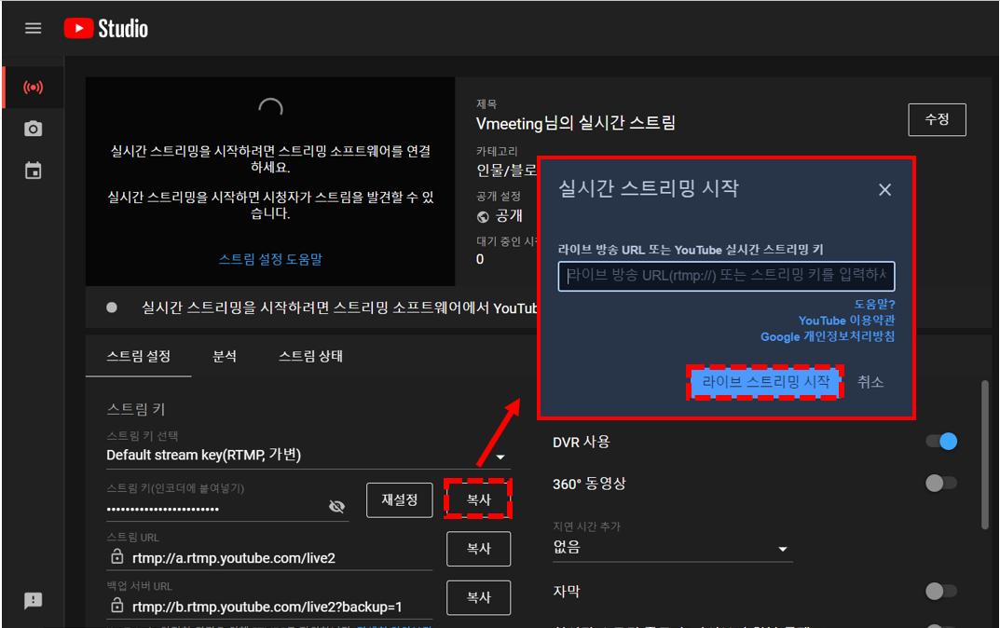 Studio
실시간 스트리밍을 시작하려면 스트리밍 소프트웨어를 연결
하세요.
실시간 스트리밍을 시작하면 시청자가 스트림을 발견할 수 있
습니다.
스트림 설정 도움말
제목
Vmeeting님의 실시간 스트림
수정
카테고리
인물/블로
공개 설정
공개
대기 중인
0
실시간 스트리밍 시작
라이브 방송 URL 또는 YouTube 실시간 스트리밍 키
라이브 방송 URL(rtmp://) 또는 스트리밍 키를 입력하
도움말?
YouTube 이용약관
Google 개인정보처리방침
라이브 스트리밍 시작
취소
실시간 스트리밍을 시작하려면 스트리밍 소프트웨어에서 YouTub
스트림 설정
분석
스트림 상태
스트림 키
스트림 키 선택
Default stream key(RTMP, 가변)
스트림 키(인코더에 붙여넣기)
••••••••••••••••••••••••
재설정
복사
스트림 URL
rtmp://a.rtmp.youtube.com/live2
복사
백업 서버 URL
rtmp://b.rtmp.youtube.com/live2?backup=1
복사
DVR 사용
360° 동영상
지연 시간 추가
없음
자막